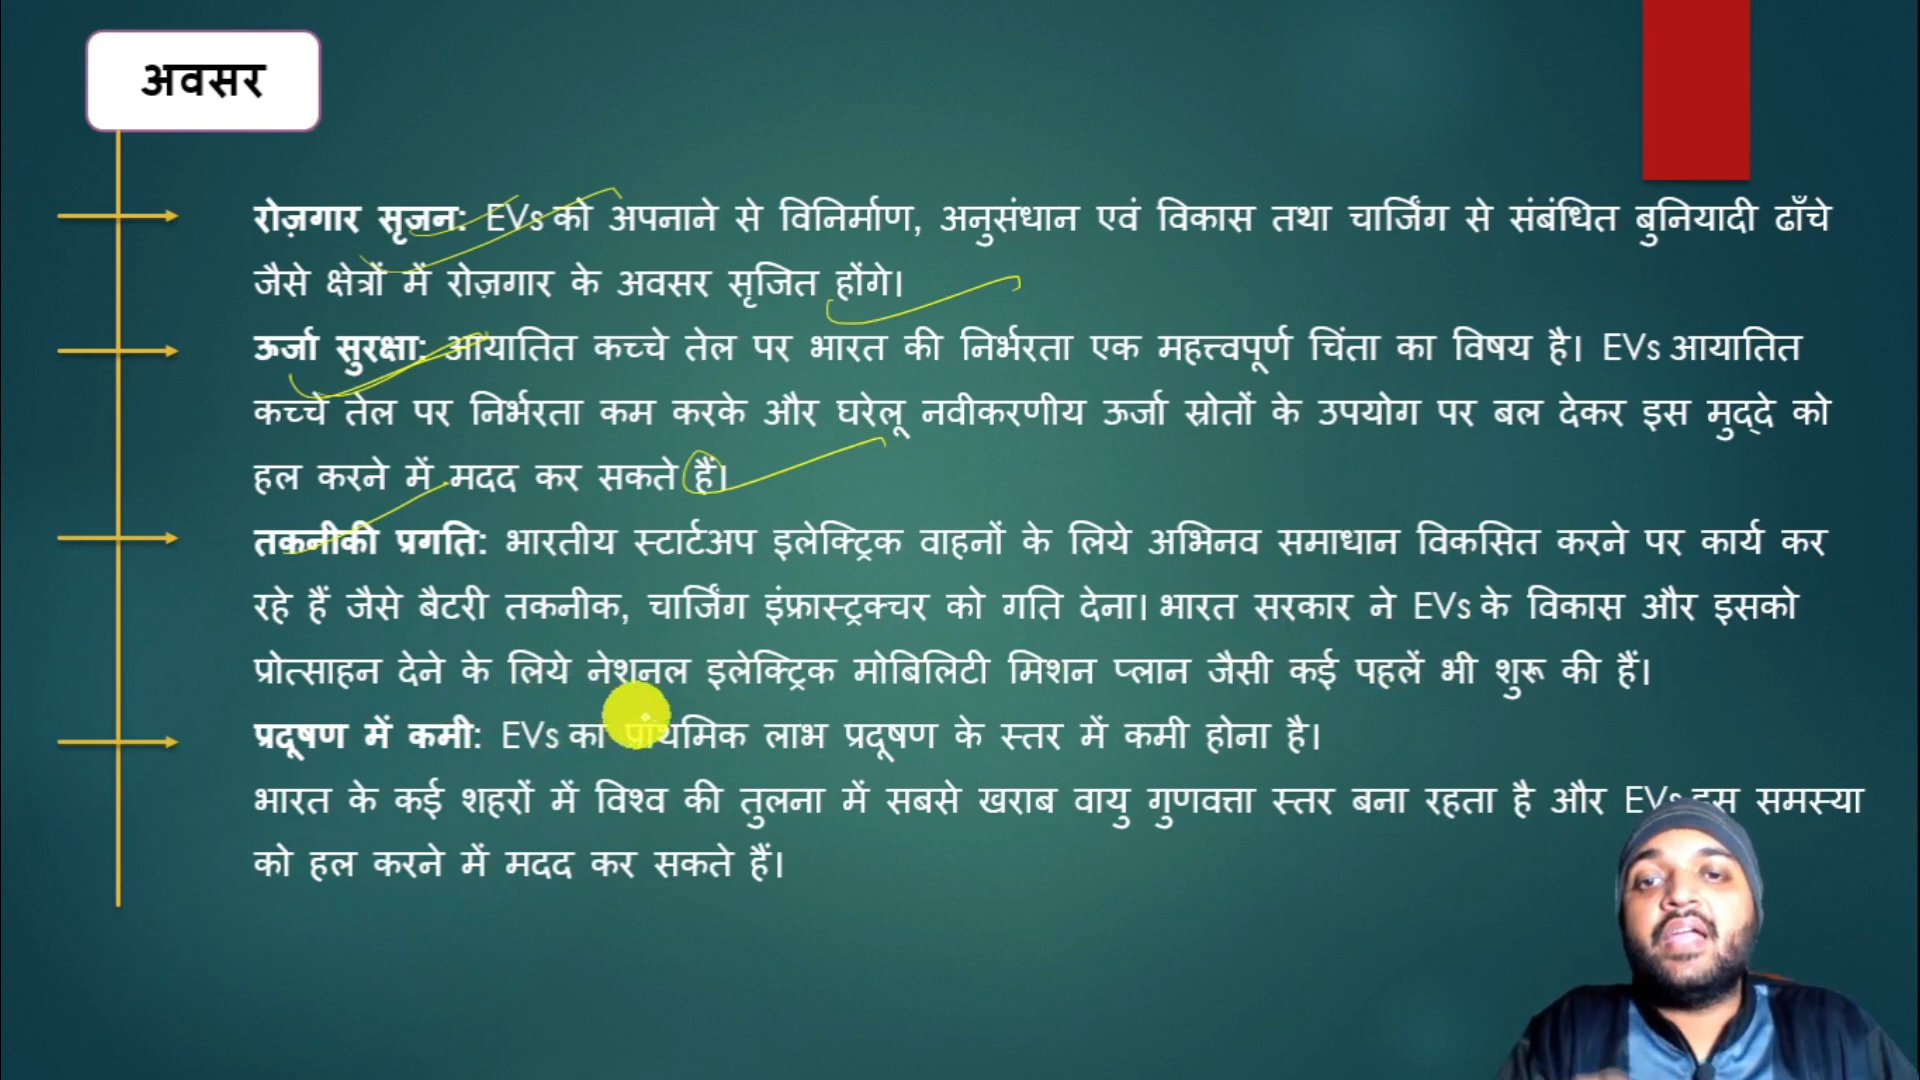 अवसर
रोज़गार सृजन: EVs को अपनाने से विनिर्माण, अनुसंधान एवं विकास तथा चार्जिंग से संबंधित बुनियादी ढाँचे
जैसे क्षेत्रों में रोज़गार के अवसर सृजित होंगे।
ऊर्जा सुरक्षा: आयातित कच्चे तेल पर भारत की निर्भरता एक महत्त्वपूर्ण चिंता का विषय है। EVs आयातित
कच्चे तेल पर निर्भरता कम करके और घरेलू नवीकरणीय ऊर्जा स्रोतों के उपयोग पर बल देकर इस मुद्दे को
हल करने में मदद कर सकते हैं।
तकनीकी प्रगति: भारतीय स्टार्टअप इलेक्ट्रिक वाहनों के लिये अभिनव समाधान विकसित करने पर कार्य कर
रहे हैं जैसे बैटरी तकनीक, चार्जिंग इंफ्रास्ट्रक्चर को गति देना। भारत सरकार ने EVs के विकास और इसको
प्रोत्साहन देने के लिये नेशनल इलेक्ट्रिक मोबिलिटी मिशन प्लान जैसी कई पहलें भी शुरू की हैं।
प्रदूषण में कमी: EVs का प्राथमिक लाभ प्रदूषण के स्तर में कमी होना है।
भारत के कई शहरों में विश्व की तुलना में सबसे खराब वायु गुणवत्ता स्तर बना रहता है और EVs इस समस्या
को हल करने में मदद कर सकते हैं।